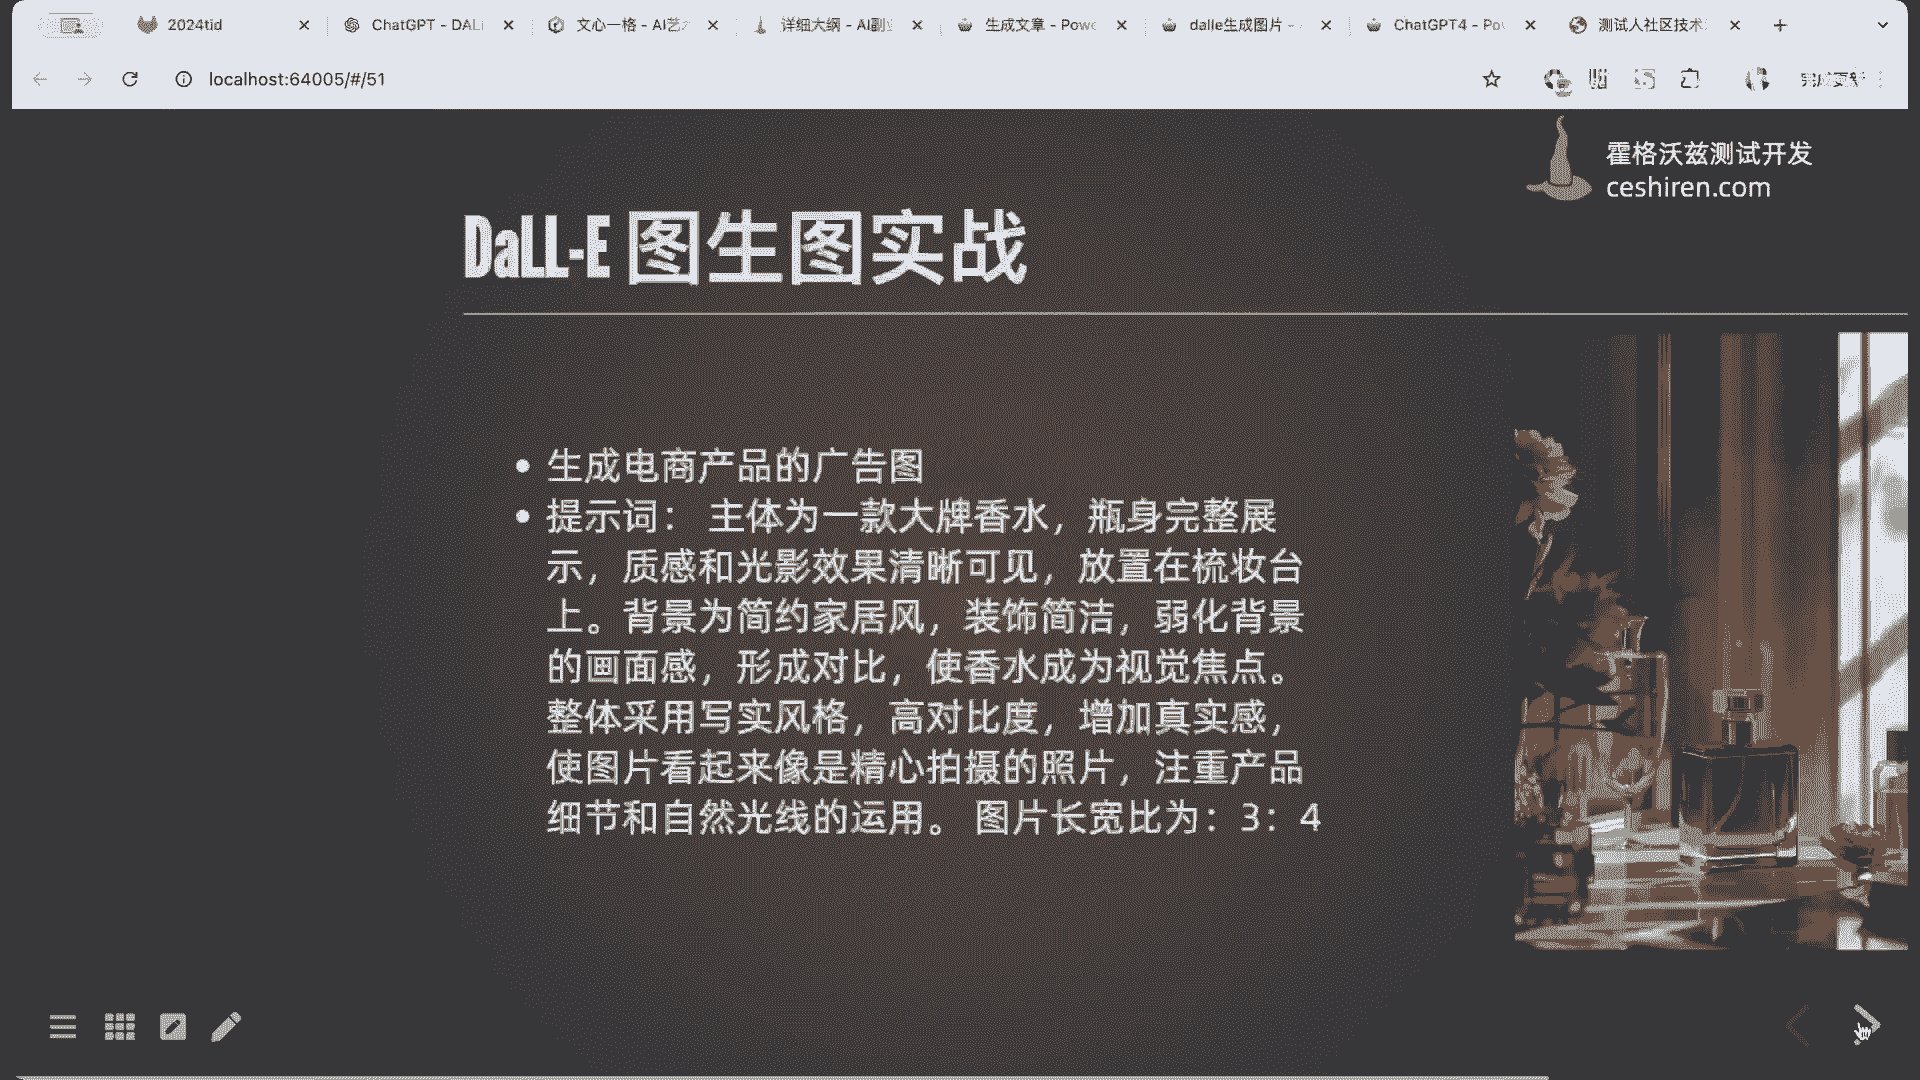 2024tid
ChatGPT - DALL
文心一格 - AI艺
详细大纲 - AI副
生成文章 - Powe
dalle生成图片 -
ChatGPT4 - Po
测试人社区技术
localhost:64005/#/51
霍格沃兹测试开发
ceshiren.com
DaLL-E 图生图实战
生成电商产品的广告图
提示词： 主体为一款大牌香水，瓶身完整展
示，质感和光影效果清晰可见，放置在梳妆台
上。背景为简约家居风，装饰简洁，弱化背景
的画面感，形成对比，使香水成为视觉焦点。
整体采用写实风格，高对比度，增加真实感，
使图片看起来像是精心拍摄的照片，注重产品
细节和自然光线的运用。 图片长宽比为：3：4